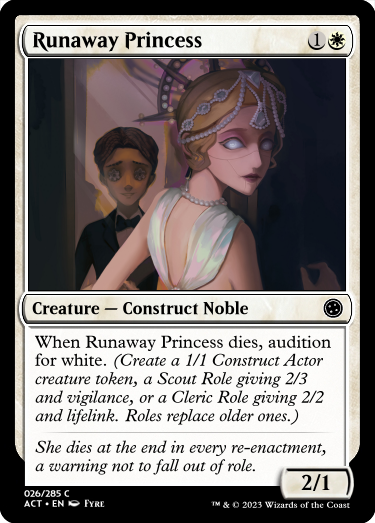 Runaway Princess 1
Creature — Construct Noble
When Runaway Princess dies, audition
for white. (Create a 1/1 Construct Actor
creature token, a Scout Role giving 2/3
and vigilance, or a Cleric Role giving 2/2
and lifelink. Roles replace older ones.)
She dies at the end in every re-enactment,
a warning not to fall out of role.
2/1
026/285 C
ACT • EN Fyre
™ & © 2023 Wizards of the Coast